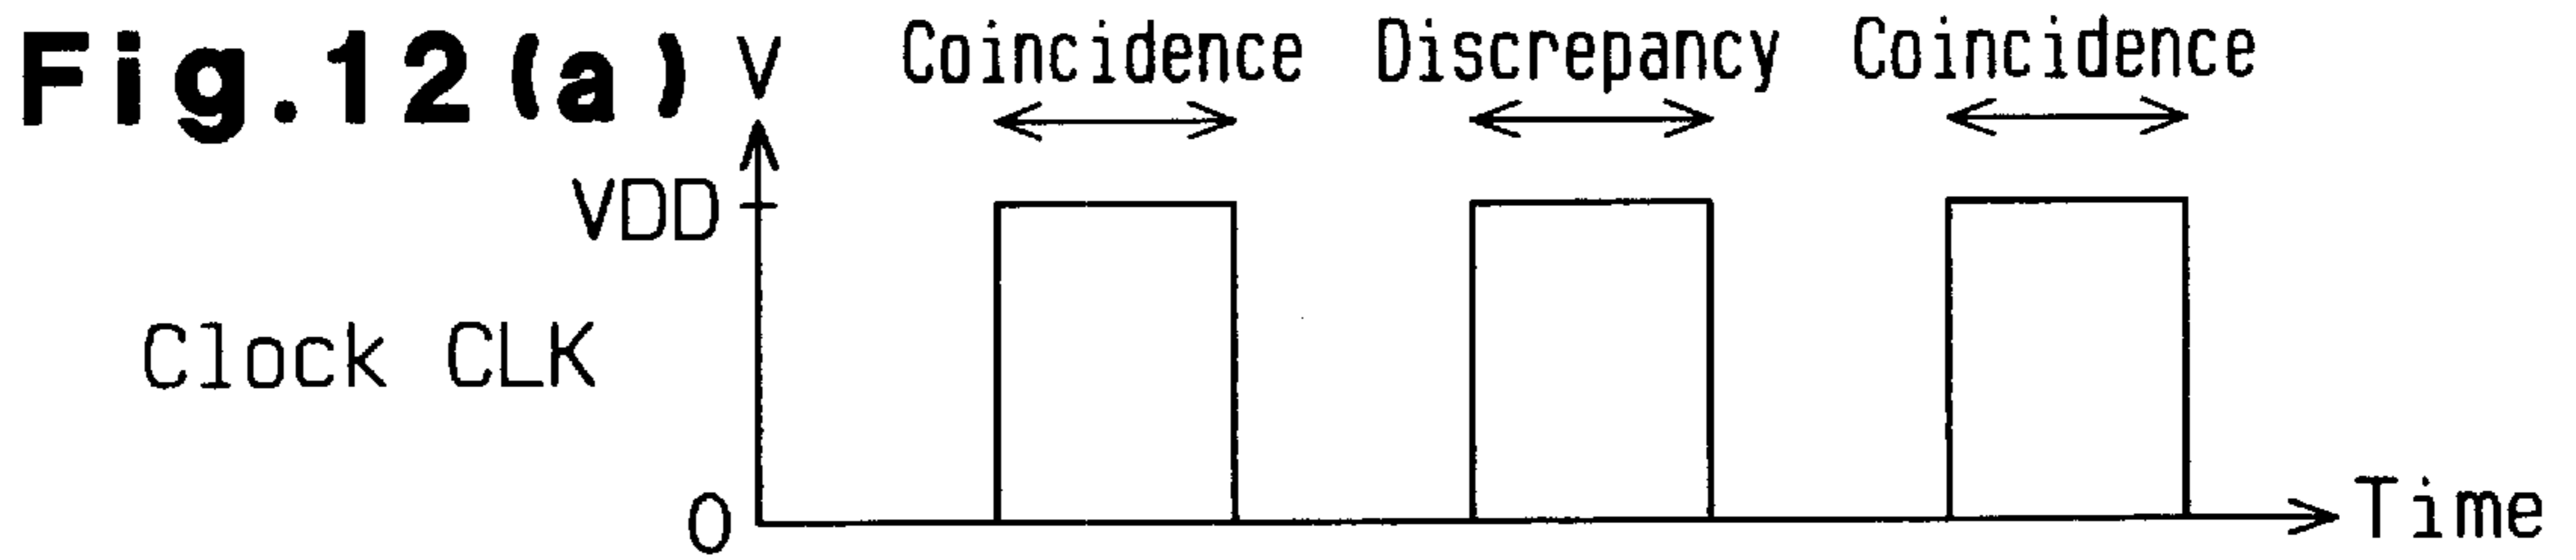 Fig.12(a)
V
Coincidence Discrepancy Coincidence
VDD
Clock CLK
0
Time